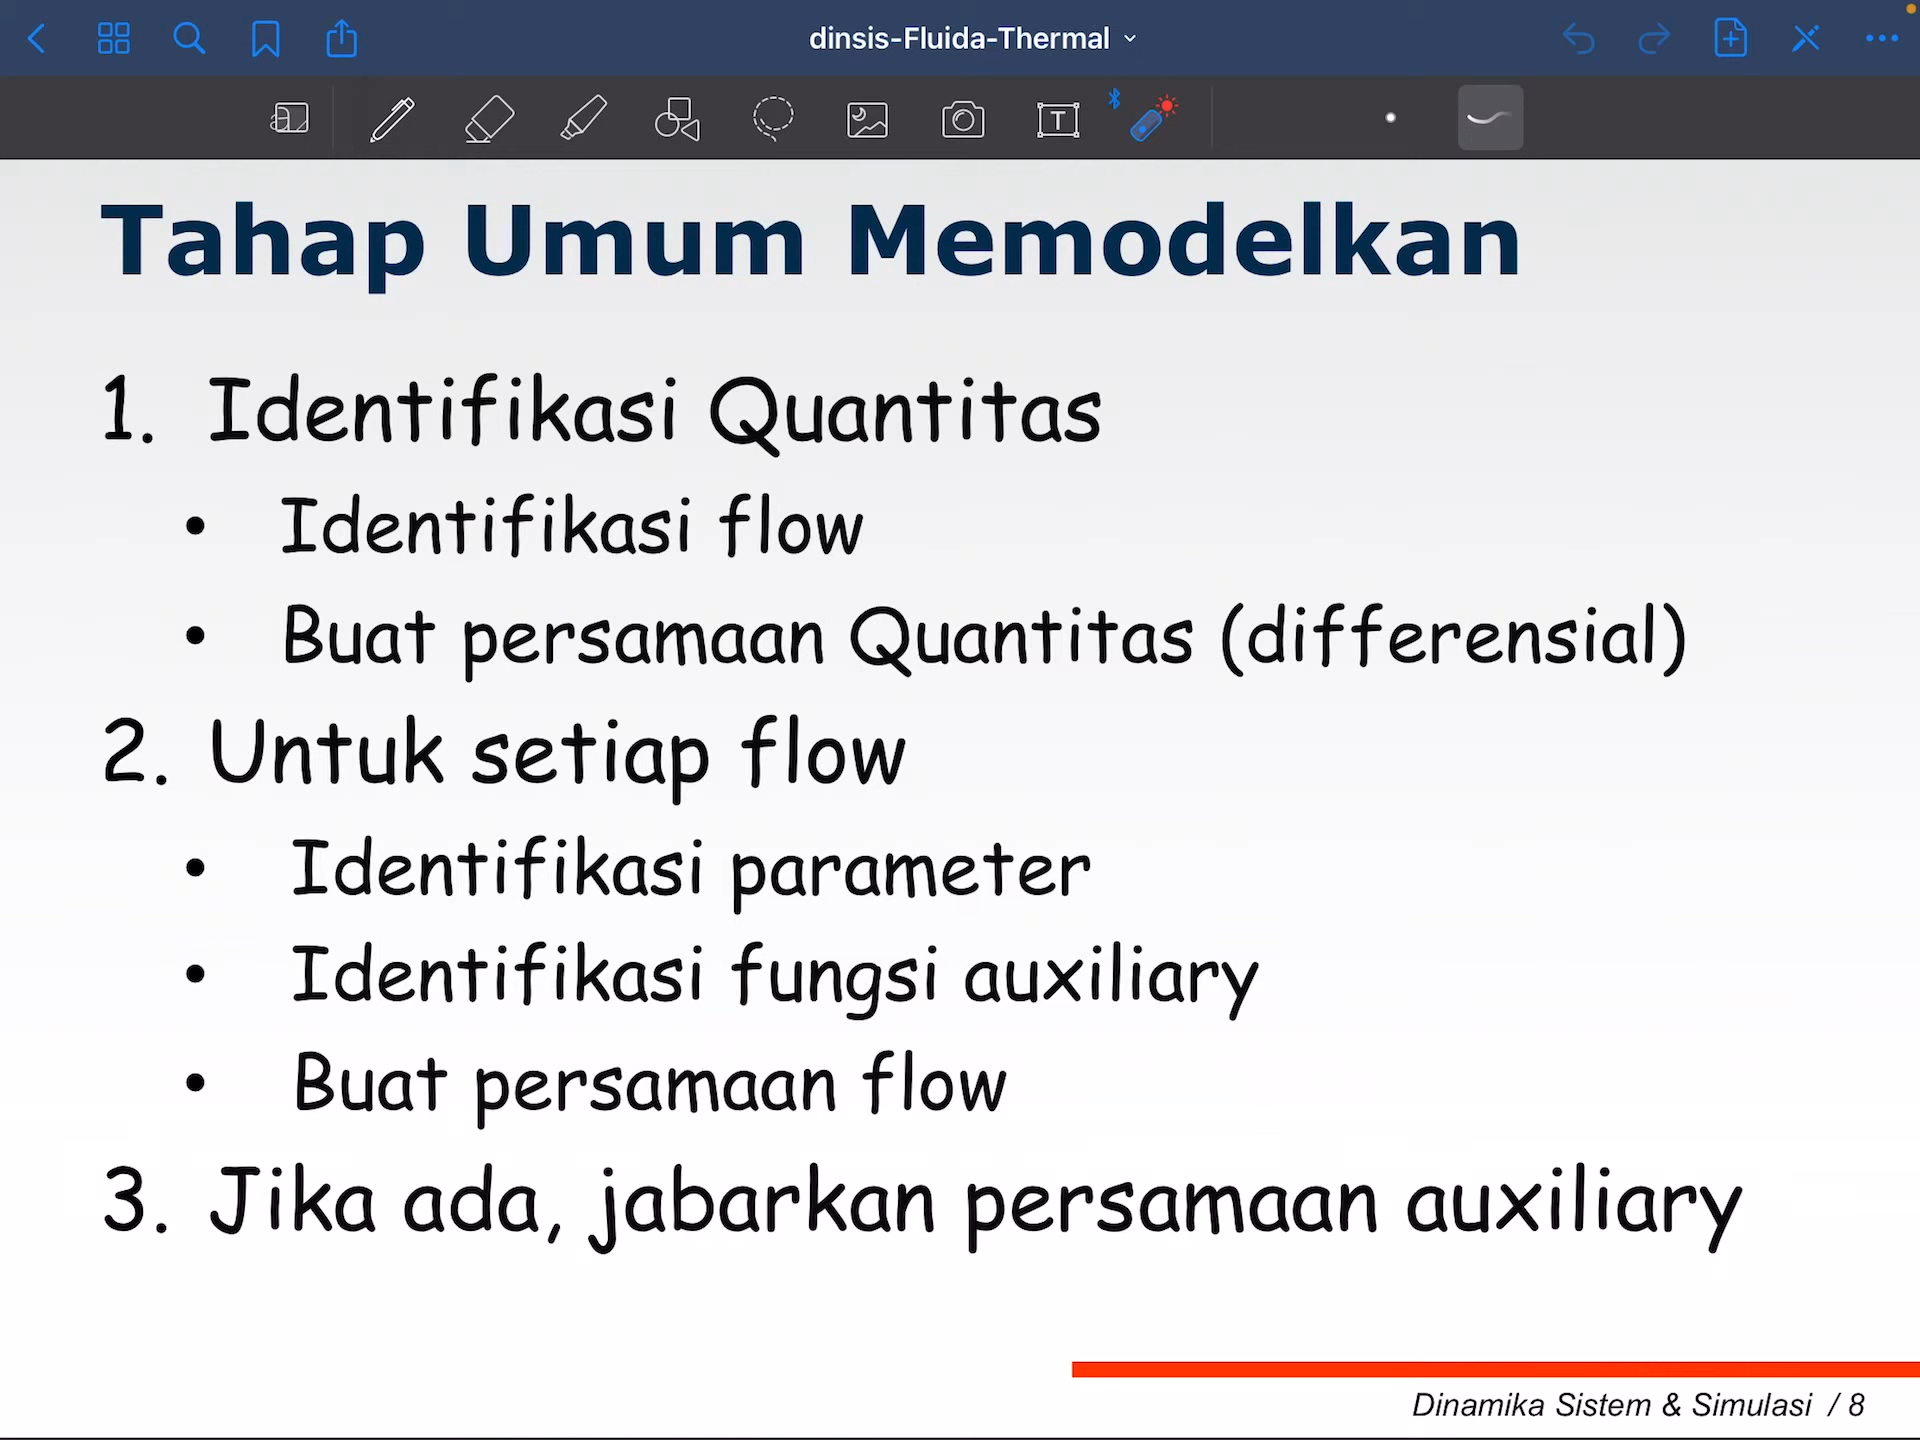 dinsis-Fluida-Thermal
Tahap Umum Memodelkan
1. Identifikasi Quantitas
• Identifikasi flow
• Buat persamaan Quantitas (differensial)
2. Untuk setiap flow
• Identifikasi parameter
• Identifikasi fungsi auxiliary
• Buat persamaan flow
3. Jika ada, jabarkan persamaan auxiliary
Dinamika Sistem & Simulasi / 8